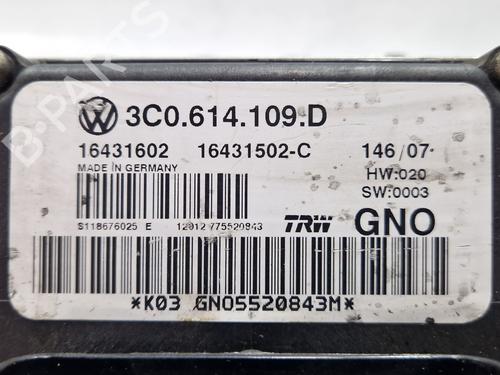 3C0.614.109.D
16431602 16431502-C 146/07
MADE IN GERMANY HW:020
SW:0003
S118676025 E 12012 775520843 TRW GNO
*K03 GNO5520843M*
B-PARTS